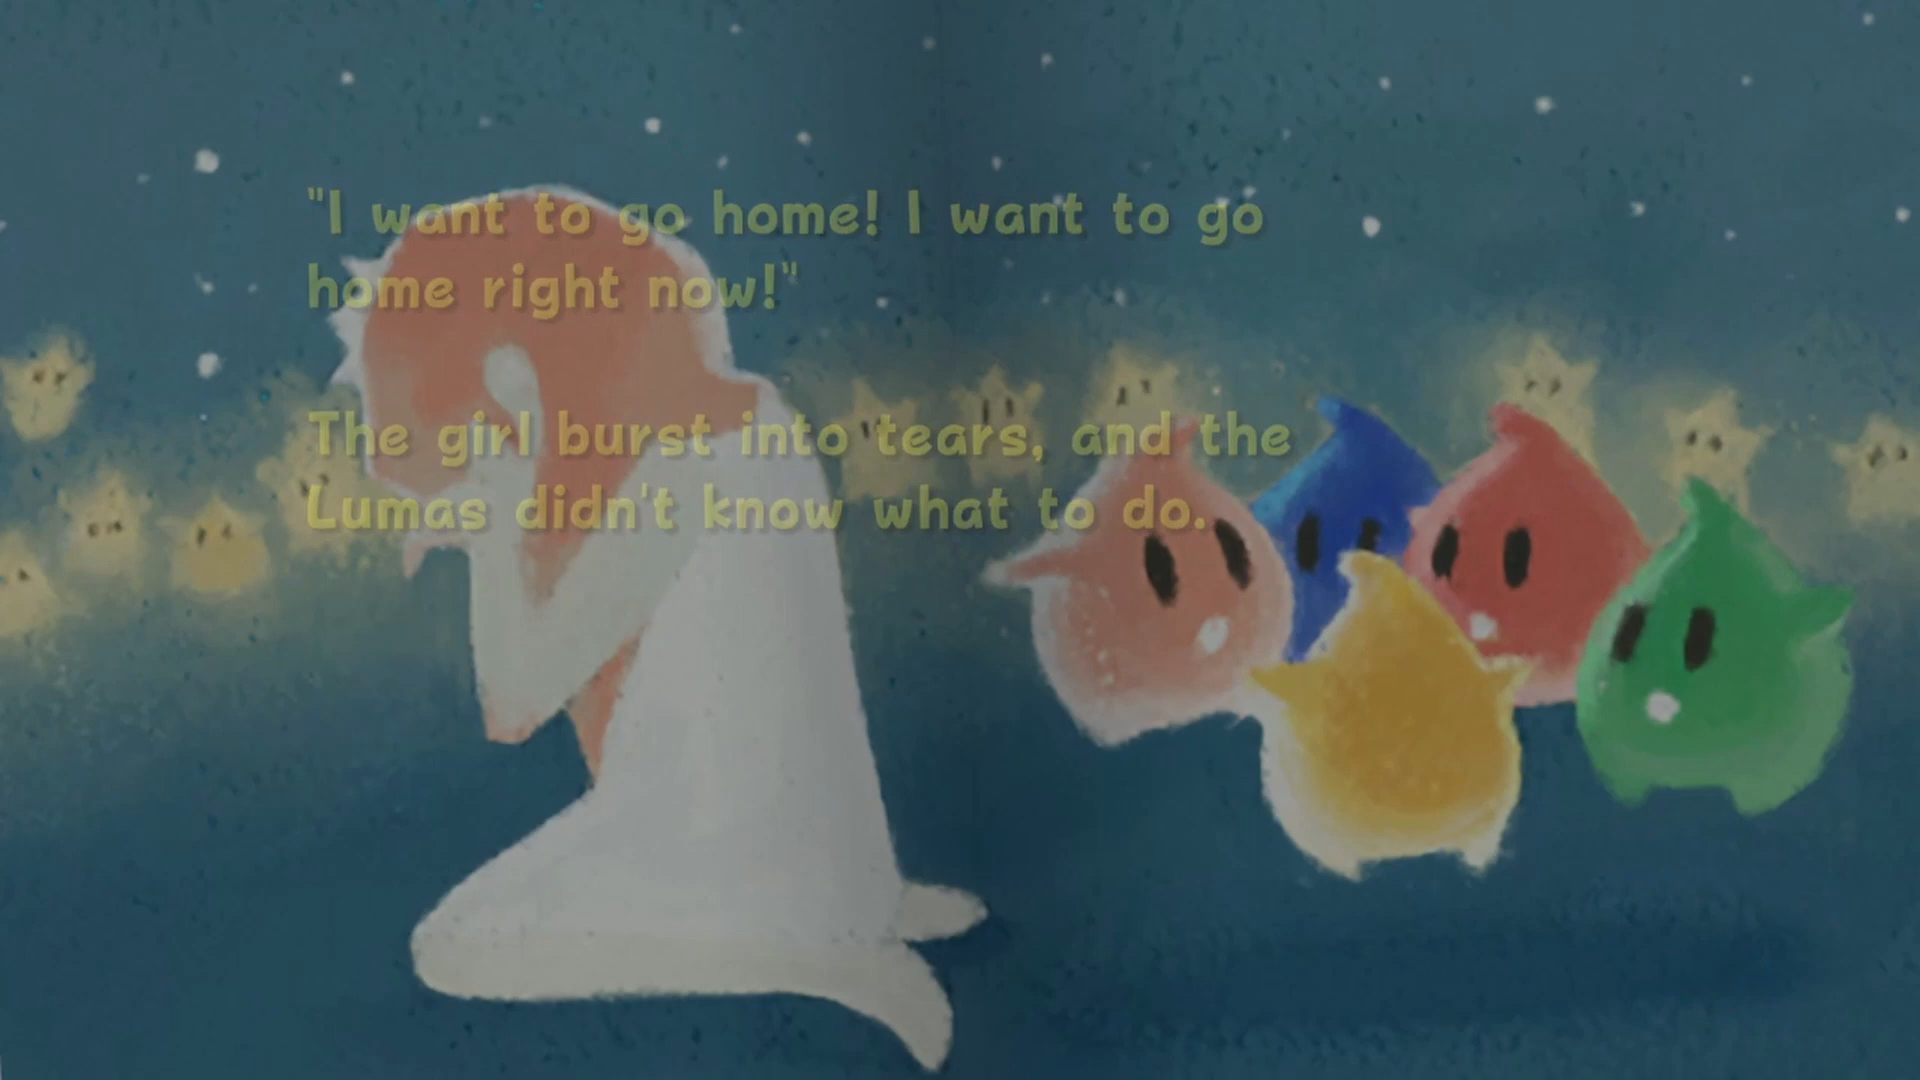 "I want to go home! I want to go
home right now!"
The girl burst into tears, and the
Lumas didn't know what to do.